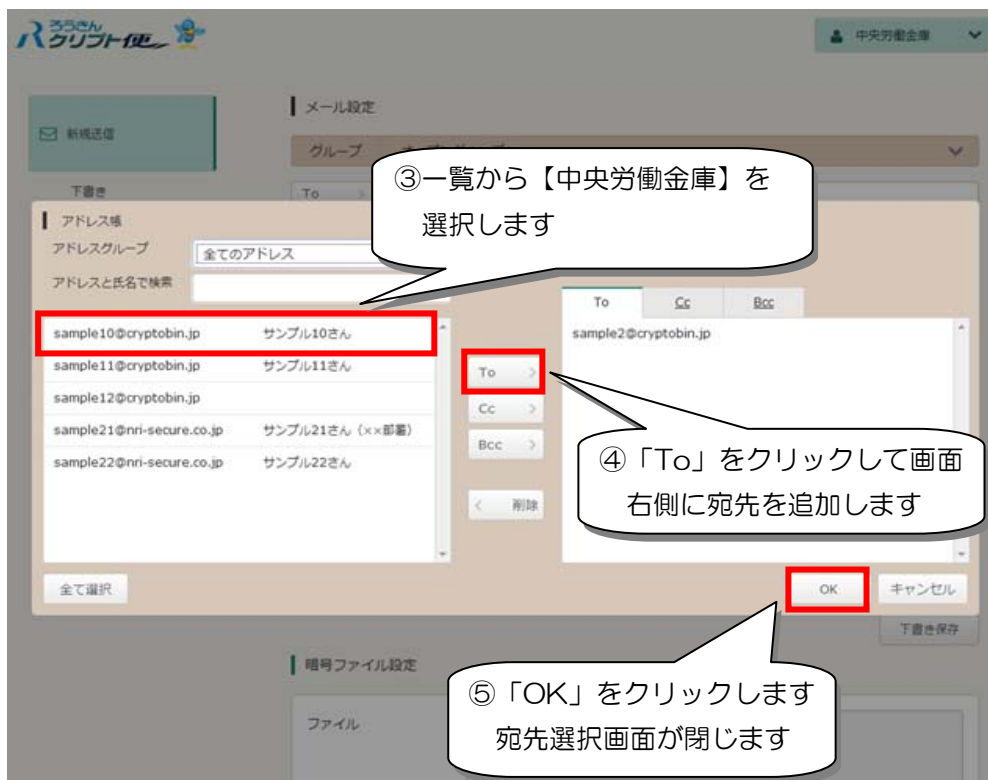 ろうきん
クリプト便
中央労働金庫
メール設定
新規送信
グループ
下書き
To
③一覧から【中央労働金庫】を
選択します
アドレス帳
アドレスグループ
全てのアドレス
アドレスと氏名で検索
To Cc Bcc
sample10@cryptobin.jp サンプル10さん
sample2@cryptobin.jp
sample11@cryptobin.jp サンプル11さん
To
sample12@cryptobin.jp
Cc
sample21@nri-secure.co.jp サンプル21さん（××部署）
Bcc
sample22@nri-secure.co.jp サンプル22さん
④「To」をクリックして画面
右側に宛先を追加します
削除
全て選択
OK キャンセル
下書き保存
暗号ファイル設定
⑤「OK」をクリックします
宛先選択画面が閉じます
ファイル